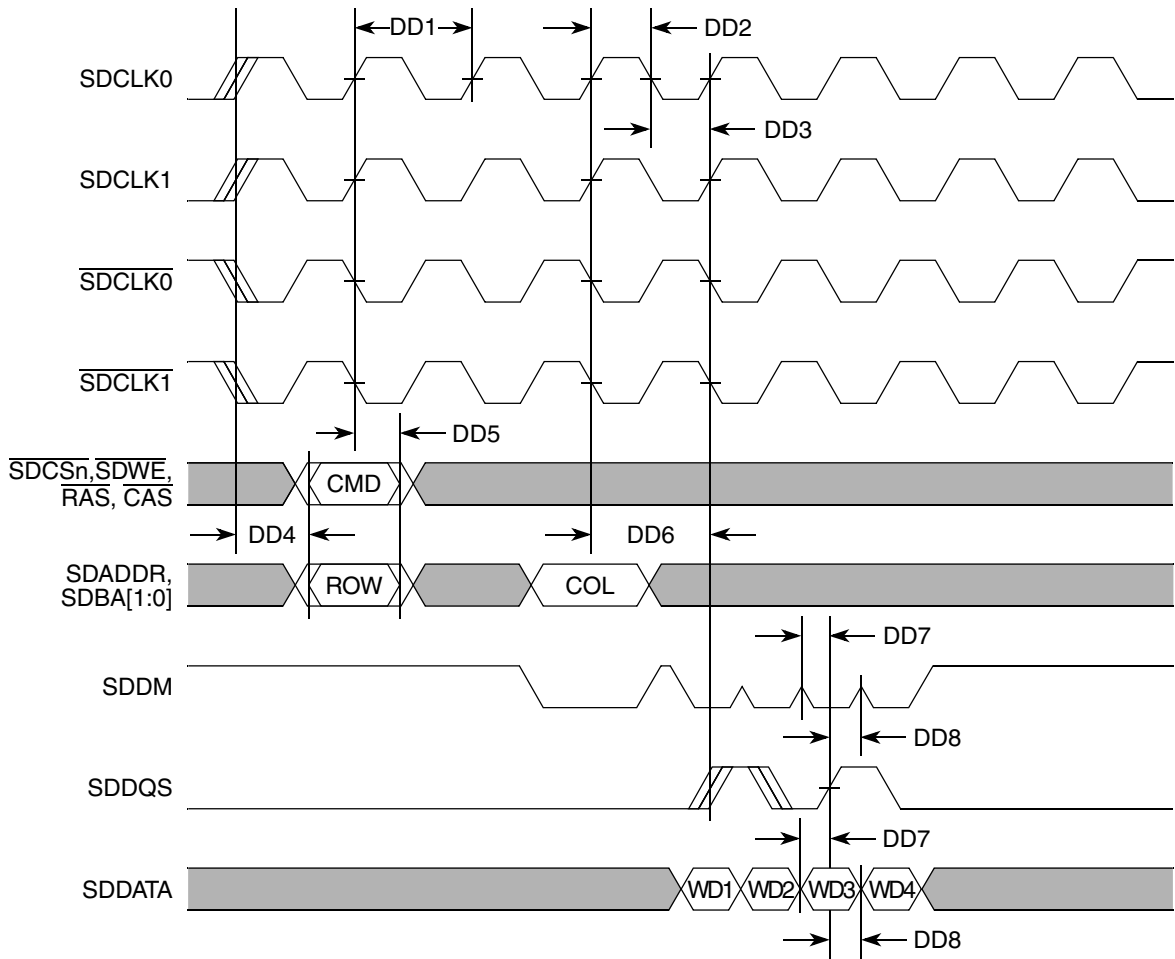 DD1
DD2
SDCLK0
DD3
SDCLK1
SDCLK0
SDCLK1
DD5
SDCSn,SDWE,
RAS, CAS
CMD
DD4
DD6
SDADDR,
SDBA[1:0]
ROW
COL
DD7
SDDM
DD8
SDDQS
DD7
SDDATA
WD1
WD2
WD3
WD4
DD8